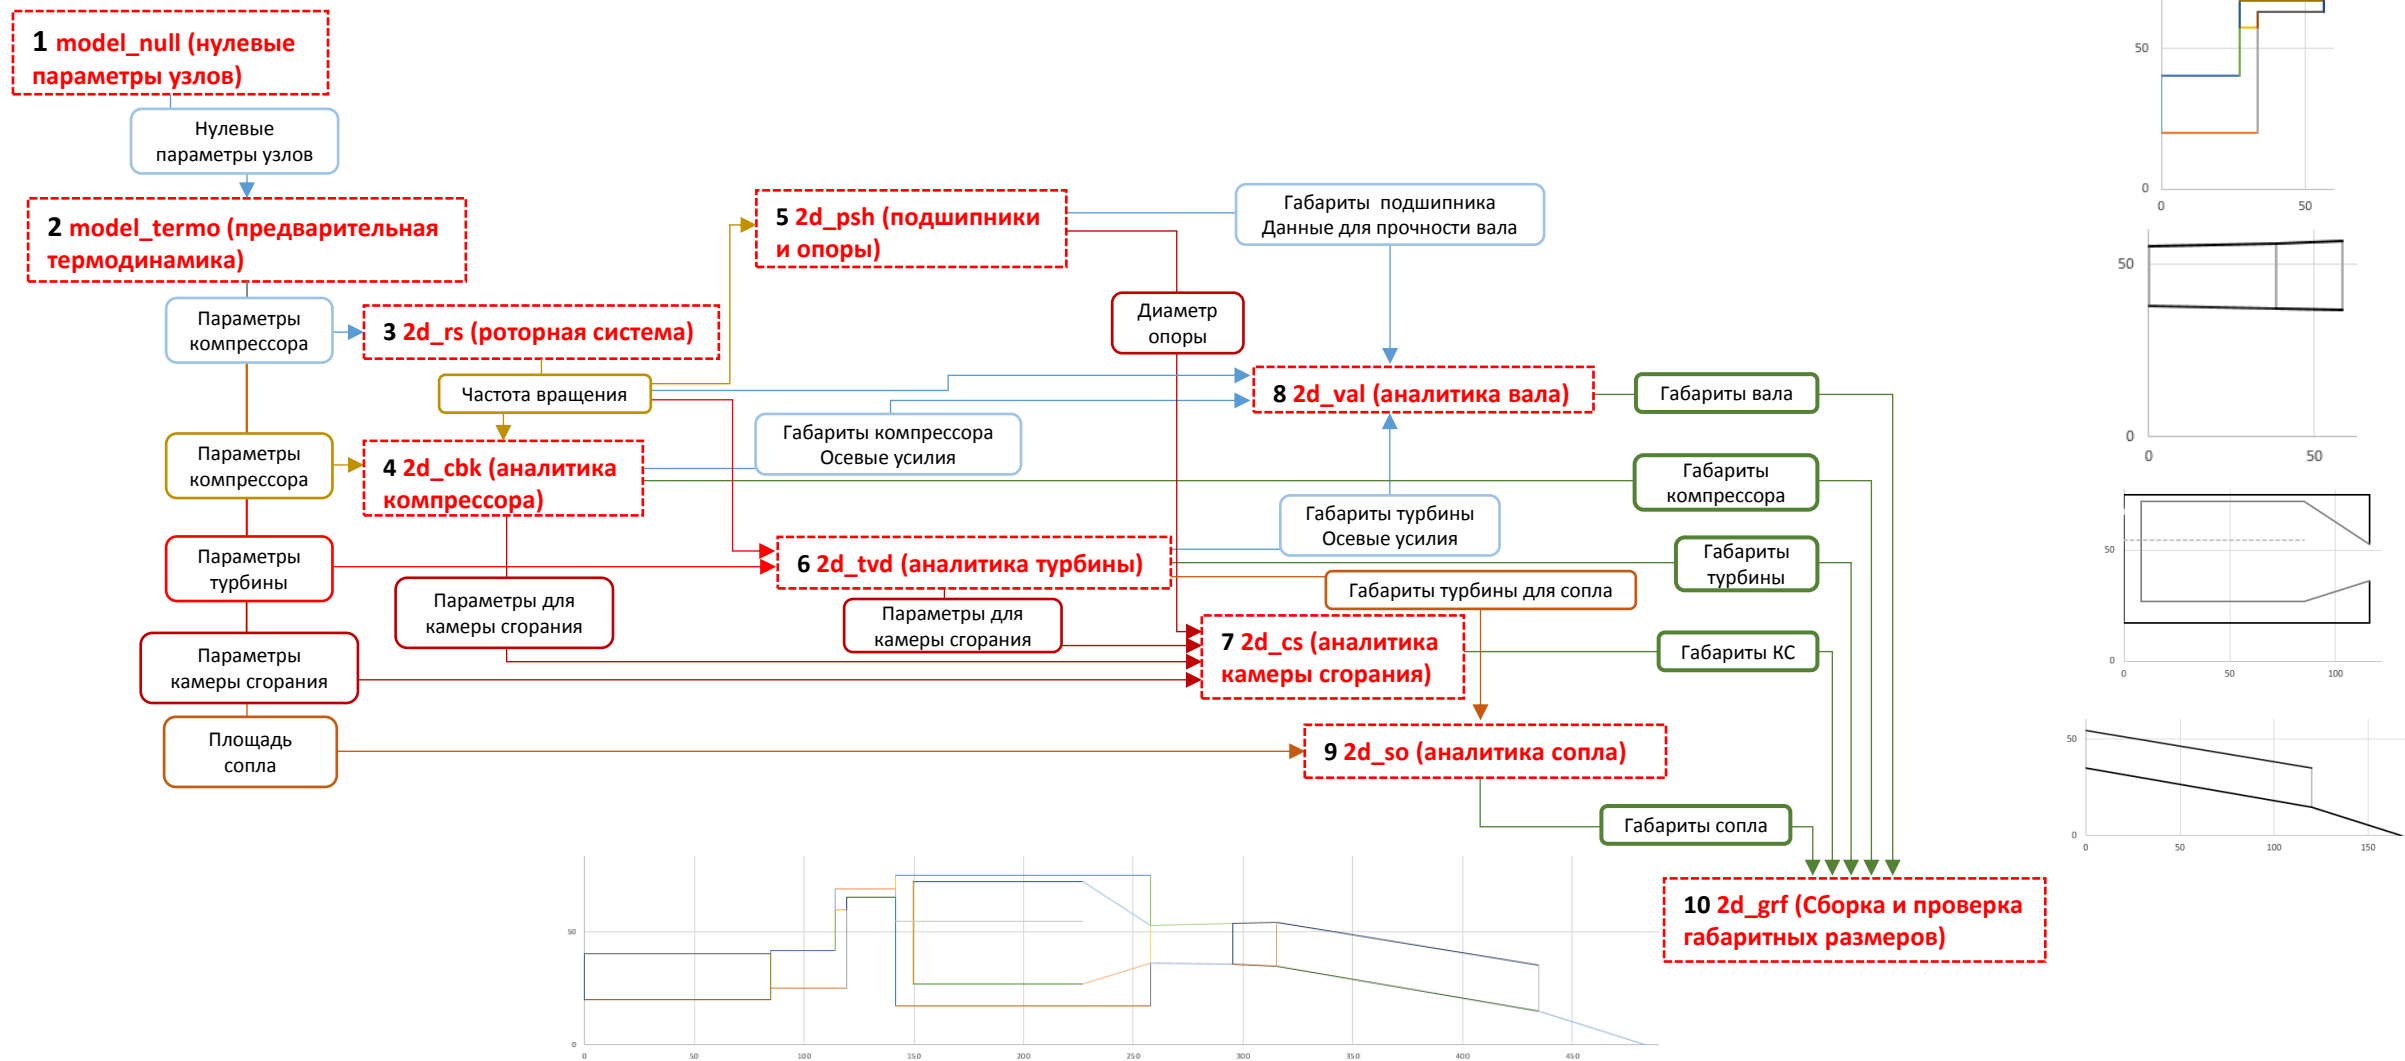 1 model_null (нулевые
параметры узлов)
Нулевые
параметры узлов
2 model_termo (предварительная
термодинамика)
Параметры
компрессора
3 2d_rs (роторная система)
Частота вращения
Параметры
компрессора
4 2d_cbk (аналитика
компрессора)
5 2d_psh (подшипники
и опоры)
Габариты подшипника
Данные для прочности вала
Диаметр
опоры
Габариты компрессора
Осевые усилия
8 2d_val (аналитика вала)
Габариты вала
Габариты
компрессора
Габариты турбины
Осевые усилия
Параметры
турбины
6 2d_tvd (аналитика турбины)
Габариты
турбины
Габариты турбины для сопла
Параметры для
камеры сгорания
Параметры для
камеры сгорания
Параметры
камеры сгорания
7 2d_cs (аналитика
камеры сгорания)
Габариты КС
Площадь
сопла
9 2d_so (аналитика сопла)
Габариты сопла
10 2d_grf (Сборка и проверка
габаритных размеров)
50
0
0 50
50
0
0 50
50
0
0 50 100
50
0
0 50 100 150
50
0
0 50 100 150 200 250 300 350 400 450